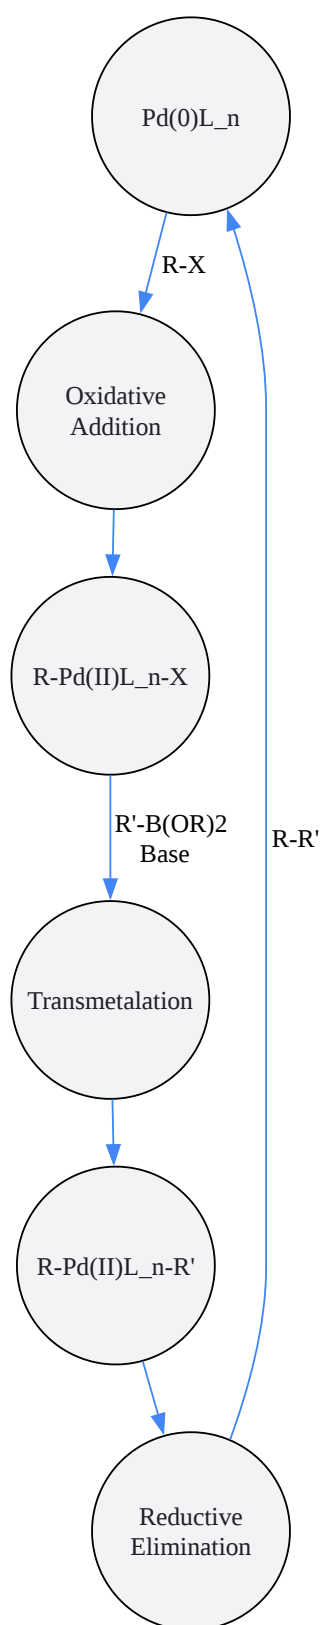 Pd(0)L_n
R-X
Oxidative
Addition
R-Pd(II)L_n-X
R'-B(OR)2
Base
R-R'
Transmetalation
R-Pd(II)L_n-R'
Reductive
Elimination